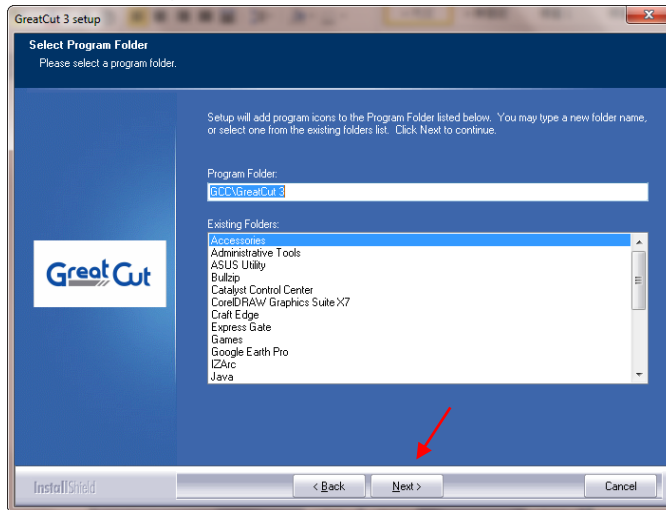 GreatCut 3 setup
Select Program Folder
Please select a program folder.
Setup will add program icons to the Program Folder listed below. You may type a new folder name,
or select one from the existing folders list. Click Next to continue.
Program Folder:
GCC\GreatCut 3
Existing Folders:
Accessories
Administrative Tools
ASUS Utility
Bullzip
Catalyst Control Center
CorelDRAW Graphics Suite X7
Craft Edge
Express Gate
Games
Google Earth Pro
IZArc
Java
Great Cut
InstallShield
< Back
Next >
Cancel